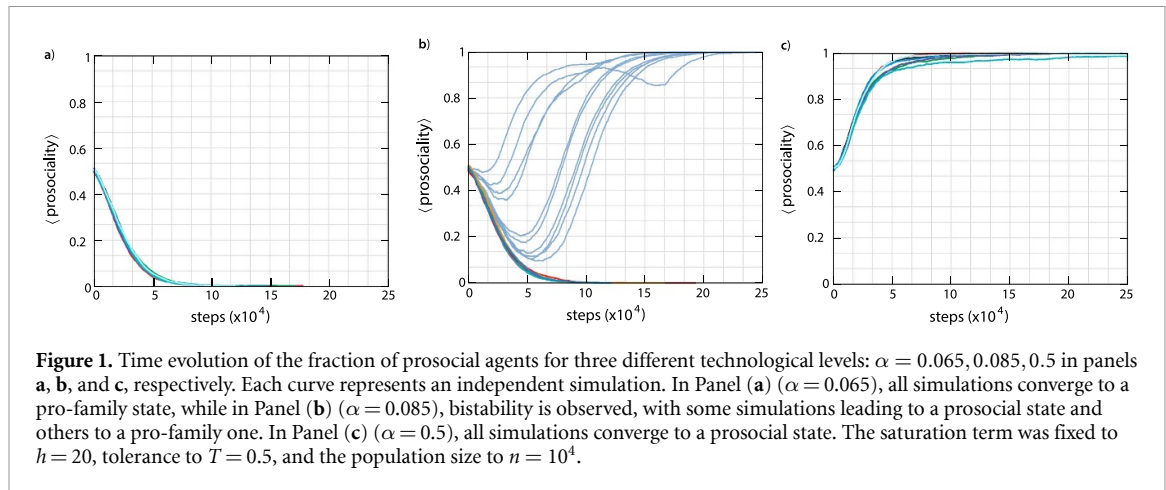 a)
1
0.8
0.6
0.4
0.2
0
⟨ prosociality⟩
0 5 10 15 20 25
steps (x10⁴)
b)
1
0.8
0.6
0.4
0.2
0
⟨ prosociality⟩
0 5 10 15 20 25
steps (x10⁴)
c)
1
0.8
0.6
0.4
0.2
0
⟨ prosociality⟩
0 5 10 15 20 25
steps (x10⁴)
Figure 1. Time evolution of the fraction of prosocial agents for three different technological levels: α = 0.065, 0.085, 0.5 in panels
a, b, and c, respectively. Each curve represents an independent simulation. In Panel (a) (α = 0.065), all simulations converge to a
pro-family state, while in Panel (b) (α = 0.085), bistability is observed, with some simulations leading to a prosocial state and
others to a pro-family one. In Panel (c) (α = 0.5), all simulations converge to a prosocial state. The saturation term was fixed to
h = 20, tolerance to T = 0.5, and the population size to n = 10⁴.